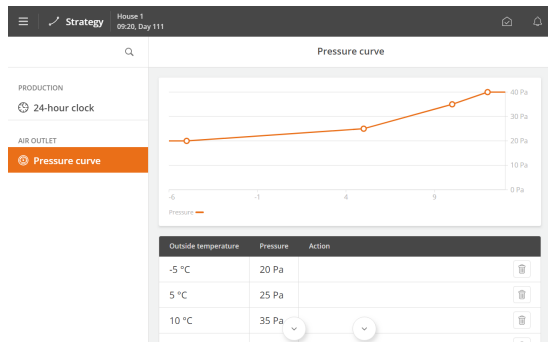 Strategy
House 1
09:20, Day 111
Pressure curve
PRODUCTION
24-hour clock
AIR OUTLET
Pressure curve
40 Pa
30 Pa
20 Pa
10 Pa
0 Pa
-6 -1 4 9
Pressure
Outside temperature Pressure Action
-5 °C 20 Pa
5 °C 25 Pa
10 °C 35 Pa